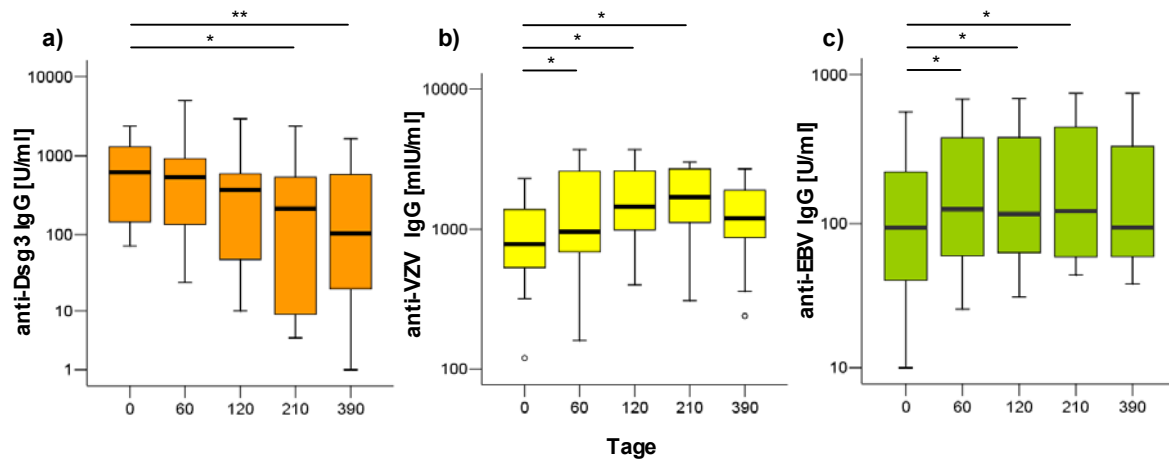 a)
**
*
anti-Dsg3 IgG [U/ml]
10000
1000
100
10
1
0 60 120 210 390
b)
*
*
*
anti-VZV IgG [mIU/ml]
10000
1000
100
0 60 120 210 390
Tage
c)
*
*
*
anti-EBV IgG [U/ml]
1000
100
10
0 60 120 210 390